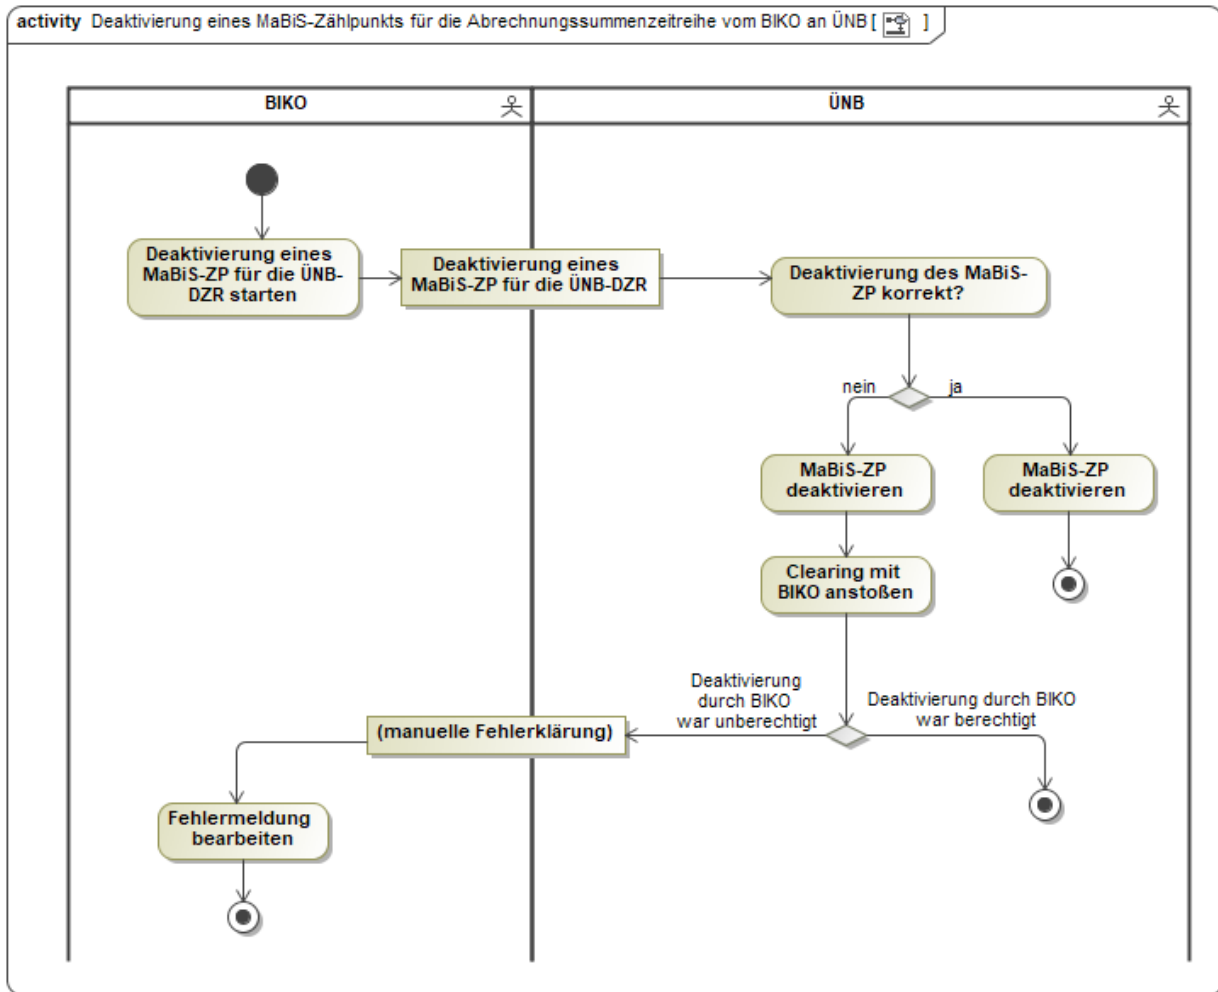 activity Deaktivierung eines MaBiS-Zählpunkts für die Abrechnungssummenzeitreihe vom BIKO an ÜNB [ ]
BIKO
ÜNB
Deaktivierung eines
MaBiS-ZP für die ÜNB-
DZR starten
Deaktivierung eines
MaBiS-ZP für die ÜNB-DZR
Deaktivierung des MaBiS-
ZP korrekt?
nein
ja
MaBiS-ZP
deaktivieren
MaBiS-ZP
deaktivieren
Clearing mit
BIKO anstoßen
Deaktivierung
durch BIKO
war unberechtigt
Deaktivierung durch BIKO
war berechtigt
(manuelle Fehlerklärung)
Fehlermeldung
bearbeiten